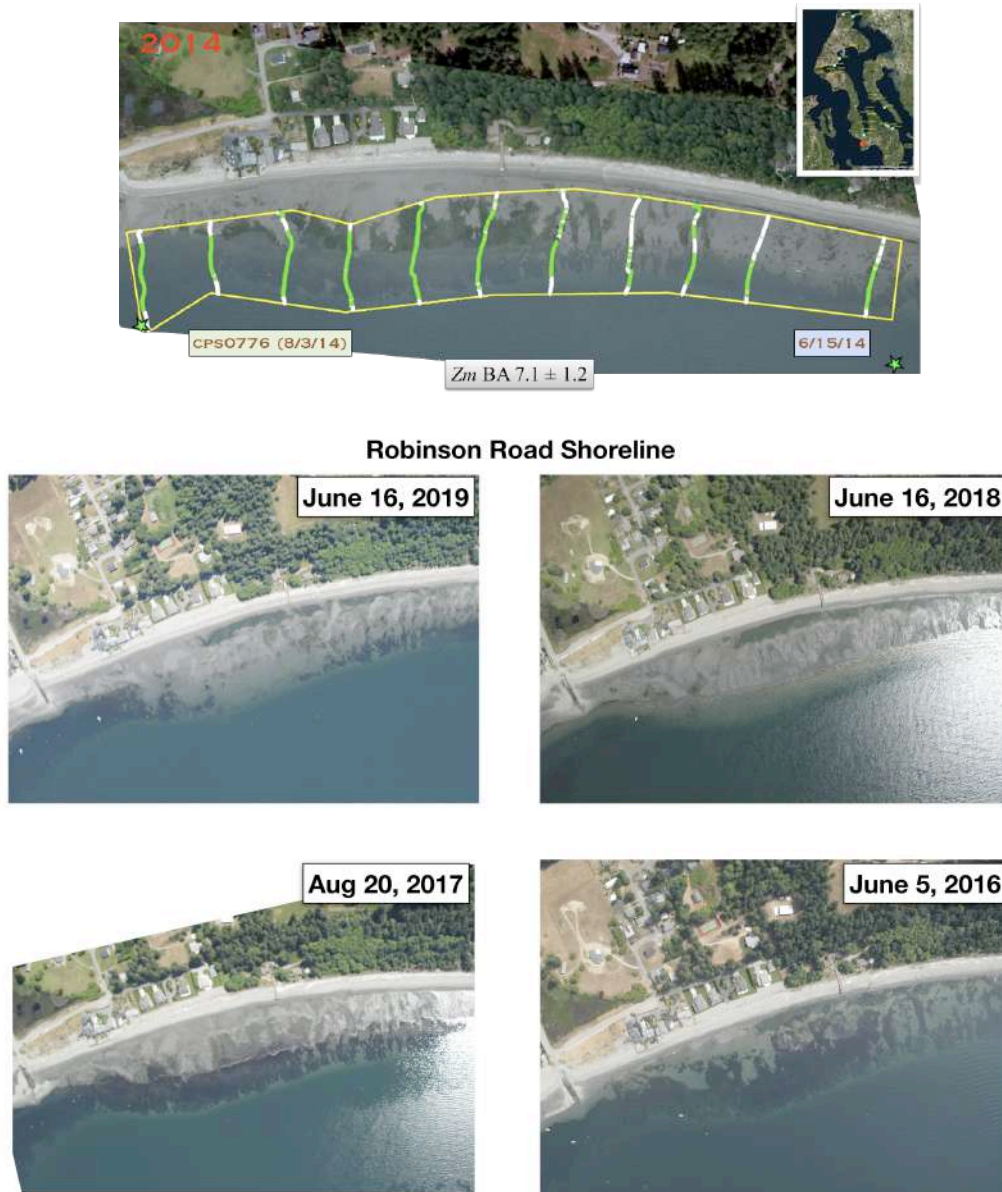 2014
CPS0776 (8/3/14)
6/15/14
Zm BA 7.1 ± 1.2
Robinson Road Shoreline
June 16, 2019
June 16, 2018
Aug 20, 2017
June 5, 2016